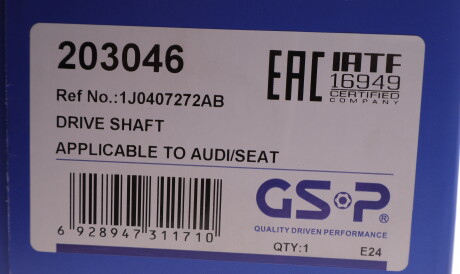 203046
EAC
IATF
16949
CERTIFIED
COMPANY
Ref No.:1J0407272AB
DRIVE SHAFT
APPLICABLE TO AUDI/SEAT
6 928947 311710
GSP
QUALITY DRIVEN PERFORMANCE
QTY:1 E24